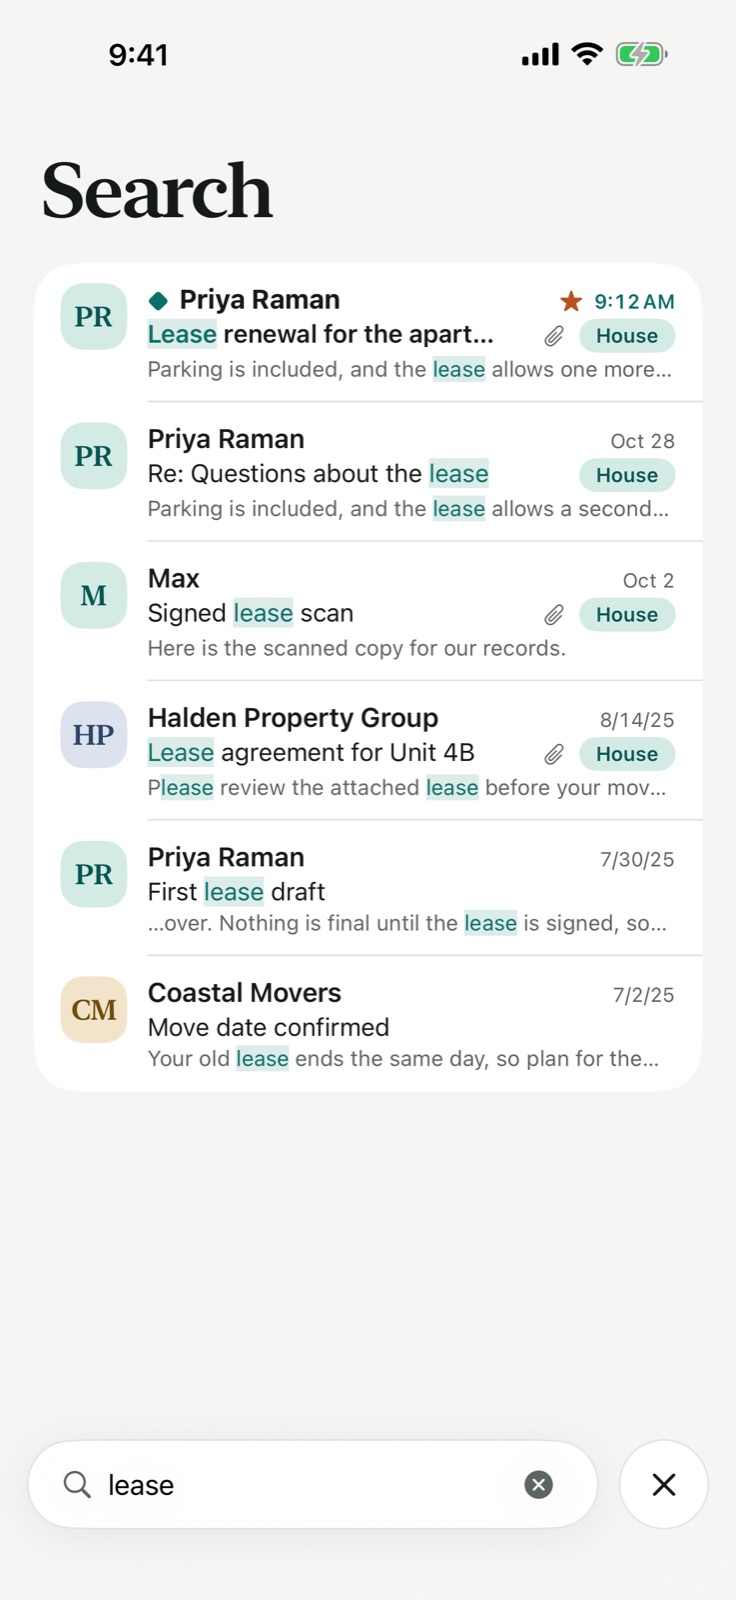 9:41
Search
PR
Priya Raman
9:12 AM
Lease renewal for the apart...
House
Parking is included, and the lease allows one more...
PR
Priya Raman
Oct 28
Re: Questions about the lease
House
Parking is included, and the lease allows a second...
M
Max
Oct 2
Signed lease scan
House
Here is the scanned copy for our records.
HP
Halden Property Group
8/14/25
Lease agreement for Unit 4B
House
Please review the attached lease before your mov...
PR
Priya Raman
7/30/25
First lease draft
...over. Nothing is final until the lease is signed, so...
CM
Coastal Movers
7/2/25
Move date confirmed
Your old lease ends the same day, so plan for the...
lease